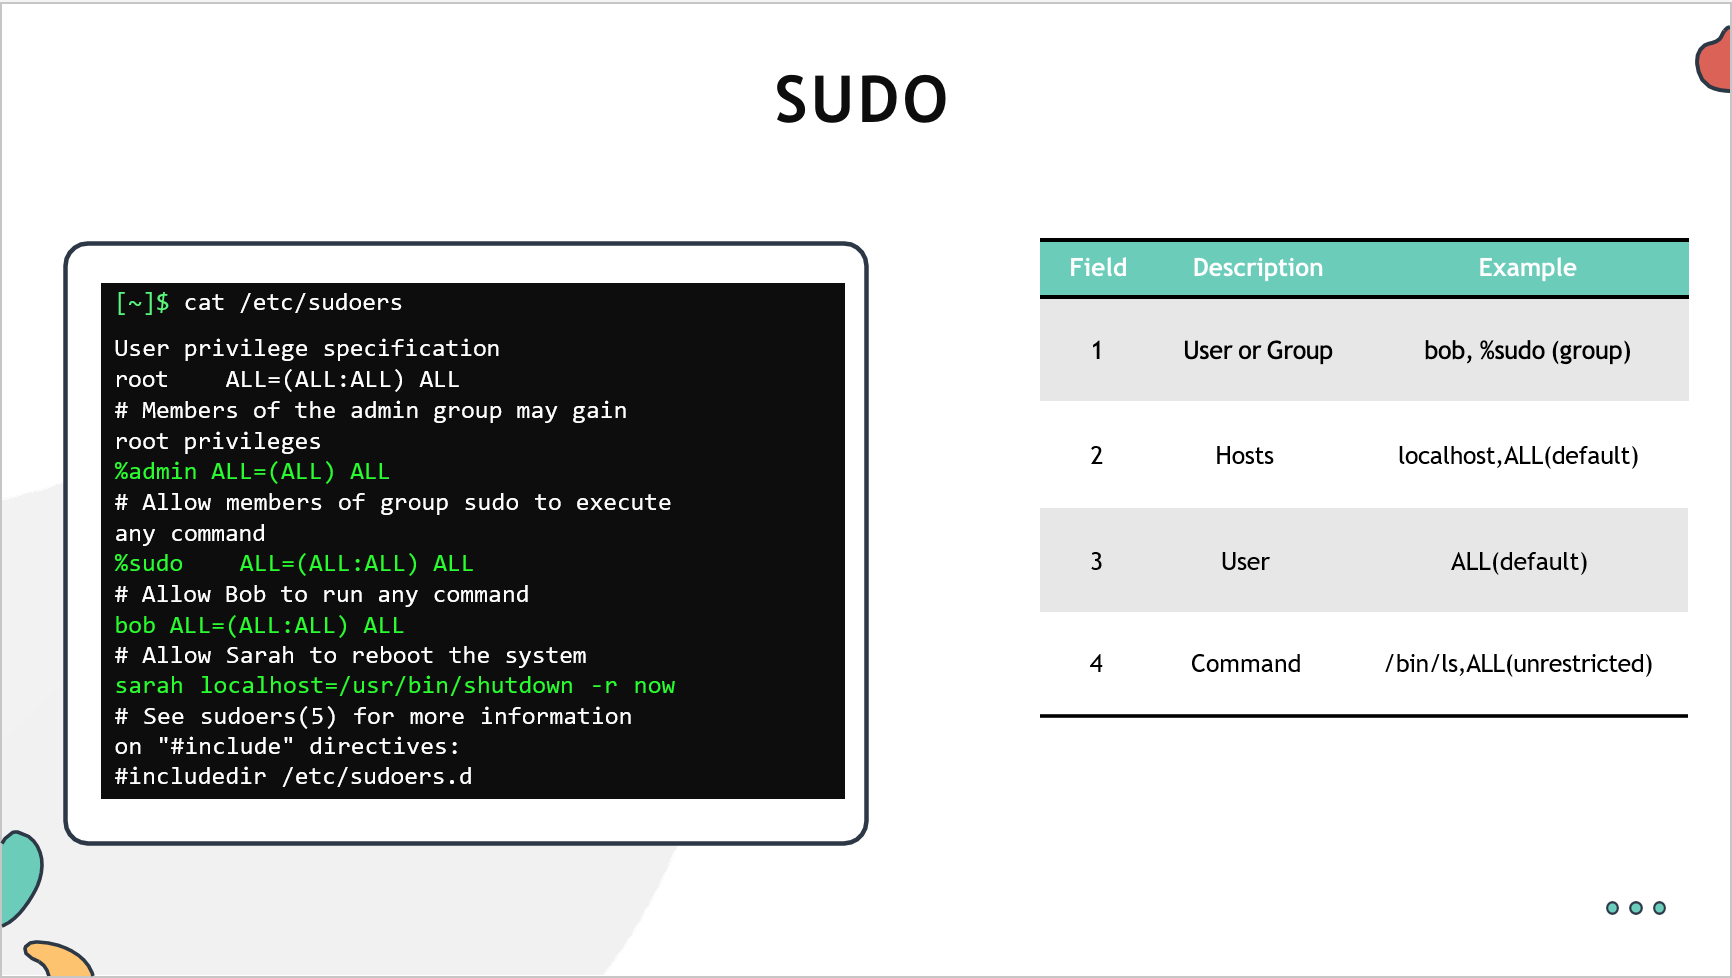 SUDO
[~]$ cat /etc/sudoers
User privilege specification
root    ALL=(ALL:ALL) ALL
# Members of the admin group may gain
root privileges
%admin ALL=(ALL) ALL
# Allow members of group sudo to execute
any command
%sudo    ALL=(ALL:ALL) ALL
# Allow Bob to run any command
bob ALL=(ALL:ALL) ALL
# Allow Sarah to reboot the system
sarah localhost=/usr/bin/shutdown -r now
# See sudoers(5) for more information
on "#include" directives:
#includedir /etc/sudoers.d
Field Description Example
1 User or Group bob, %sudo (group)
2 Hosts localhost,ALL(default)
3 User ALL(default)
4 Command /bin/ls,ALL(unrestricted)